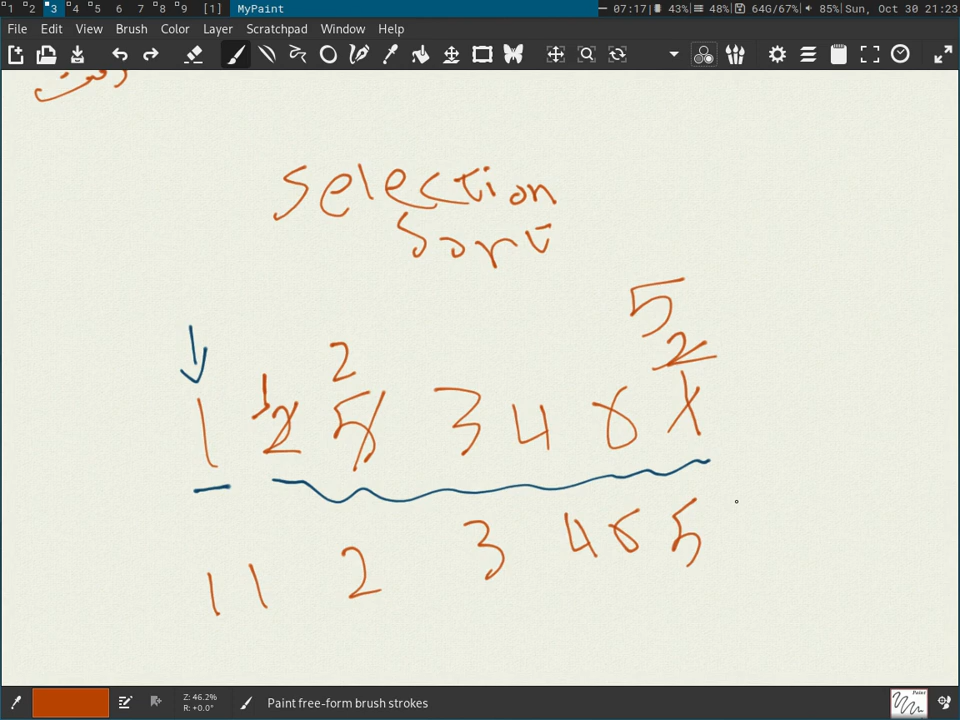 1 2 3 4 5 6 7 8 9 [1] MyPaint 07:17 43% 48% 64G/67% 85% Sun, Oct 30 21:23
File Edit View Brush Color Layer Scratchpad Window Help
selection
sort
5
2 2
1 1 2 5 3 4 6 1
1 1 2 3 4 6 5
Z: 46.2%
R: +0.0°
Paint free-form brush strokes